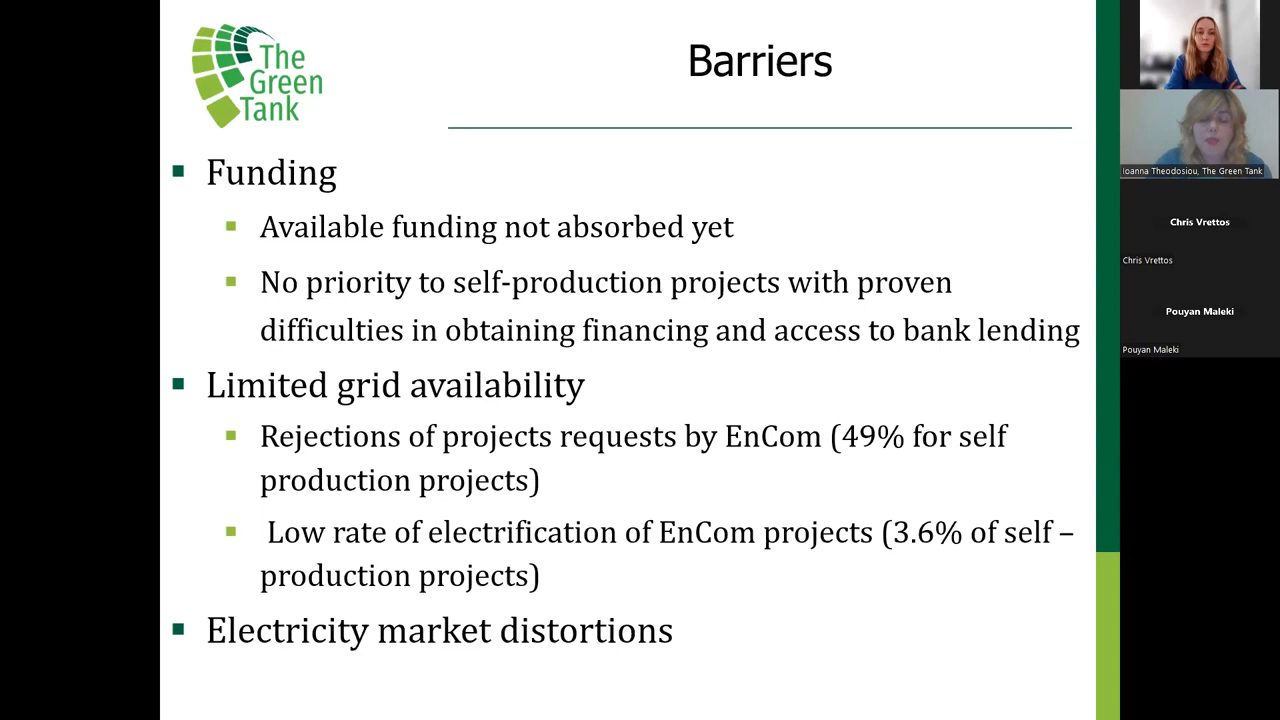 The
Green
Tank
Barriers
Funding
Available funding not absorbed yet
No priority to self-production projects with proven
difficulties in obtaining financing and access to bank lending
Limited grid availability
Rejections of projects requests by EnCom (49% for self
production projects)
Low rate of electrification of EnCom projects (3.6% of self –
production projects)
Electricity market distortions
Ioanna Theodosiou, The Green Tank
Chris Vrettos
Chris Vrettos
Pouyan Maleki
Pouyan Maleki